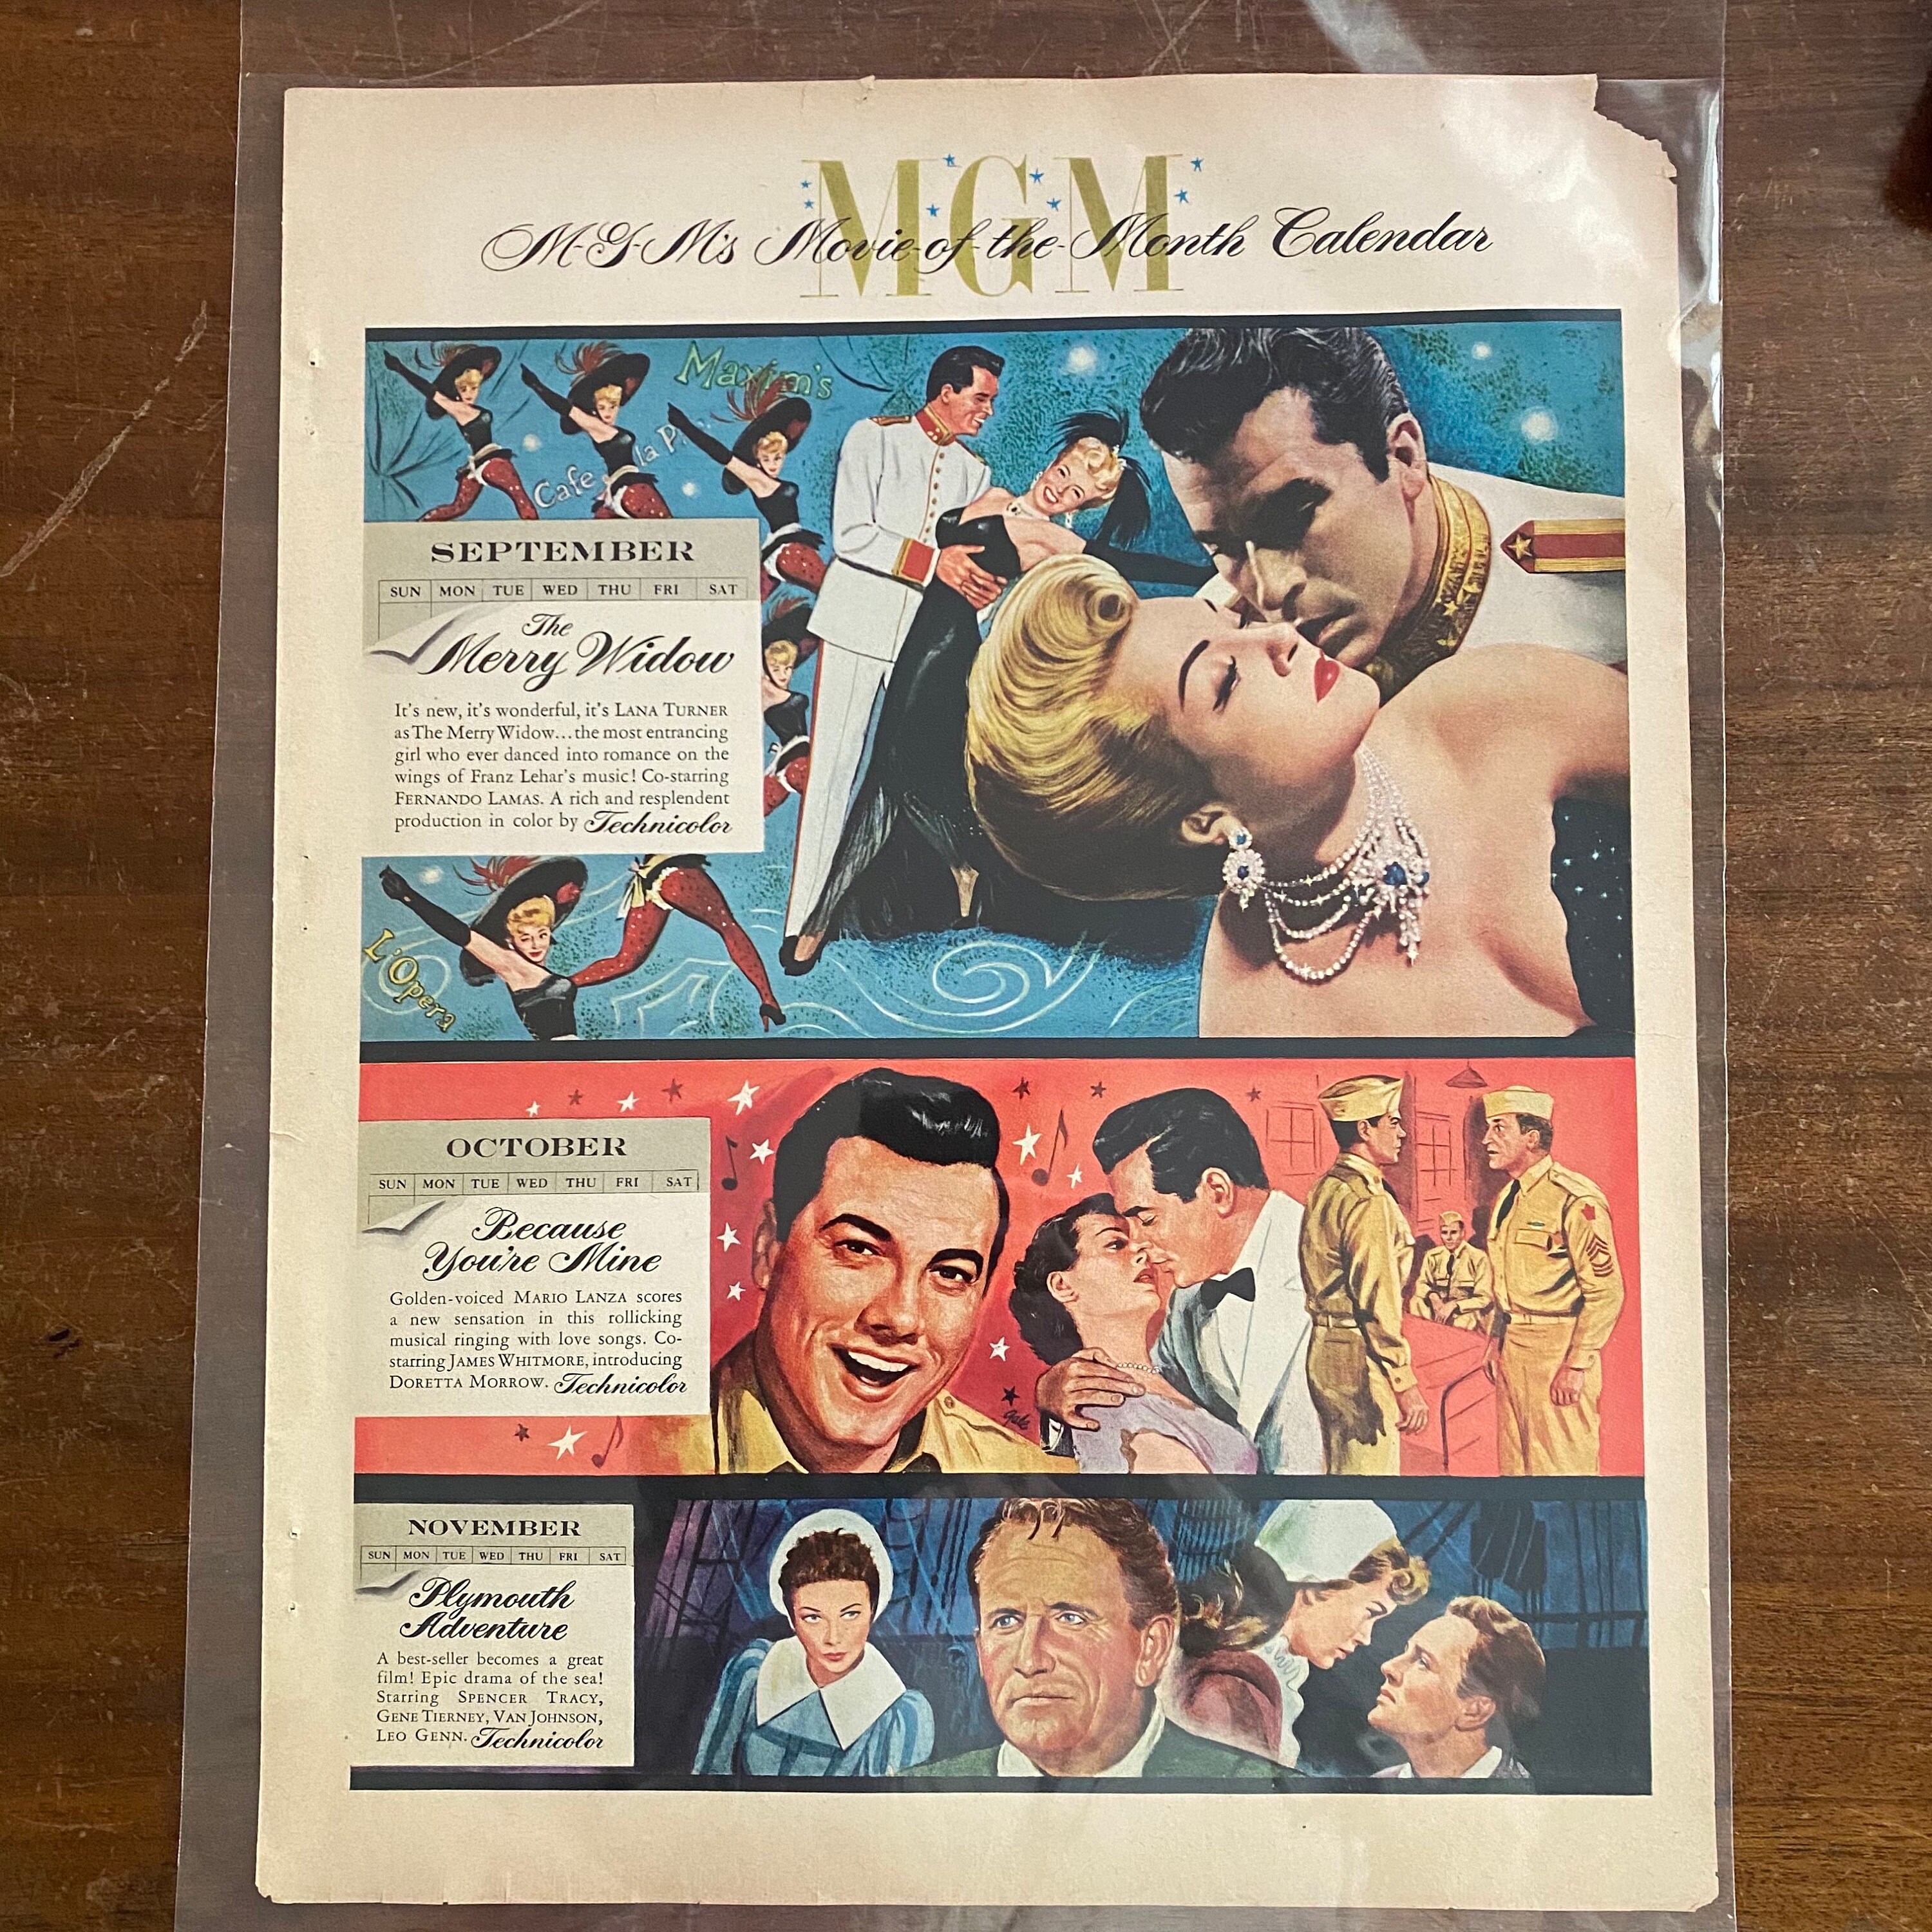 MGM
M-G-M's Movie-of-the-Month Calendar
Maxim's
Cafe la P
SEPTEMBER
SUN MON TUE WED THU FRI SAT
The
Merry Widow
It's new, it's wonderful, it's LANA TURNER
as The Merry Widow...the most entrancing
girl who ever danced into romance on the
wings of Franz Lehar's music! Co-starring
FERNANDO LAMAS. A rich and resplendent
production in color by Technicolor
L'Opera
OCTOBER
SUN MON TUE WED THU FRI SAT
Because
You're Mine
Golden-voiced MARIO LANZA scores
a new sensation in this rollicking
musical ringing with love songs. Co-
starring JAMES WHITMORE, introducing
DORETTA MORROW. Technicolor
NOVEMBER
SUN MON TUE WED THU FRI SAT
Plymouth
Adventure
A best-seller becomes a great
film! Epic drama of the sea!
Starring SPENCER TRACY,
GENE TIERNEY, VAN JOHNSON,
LEO GENN. Technicolor